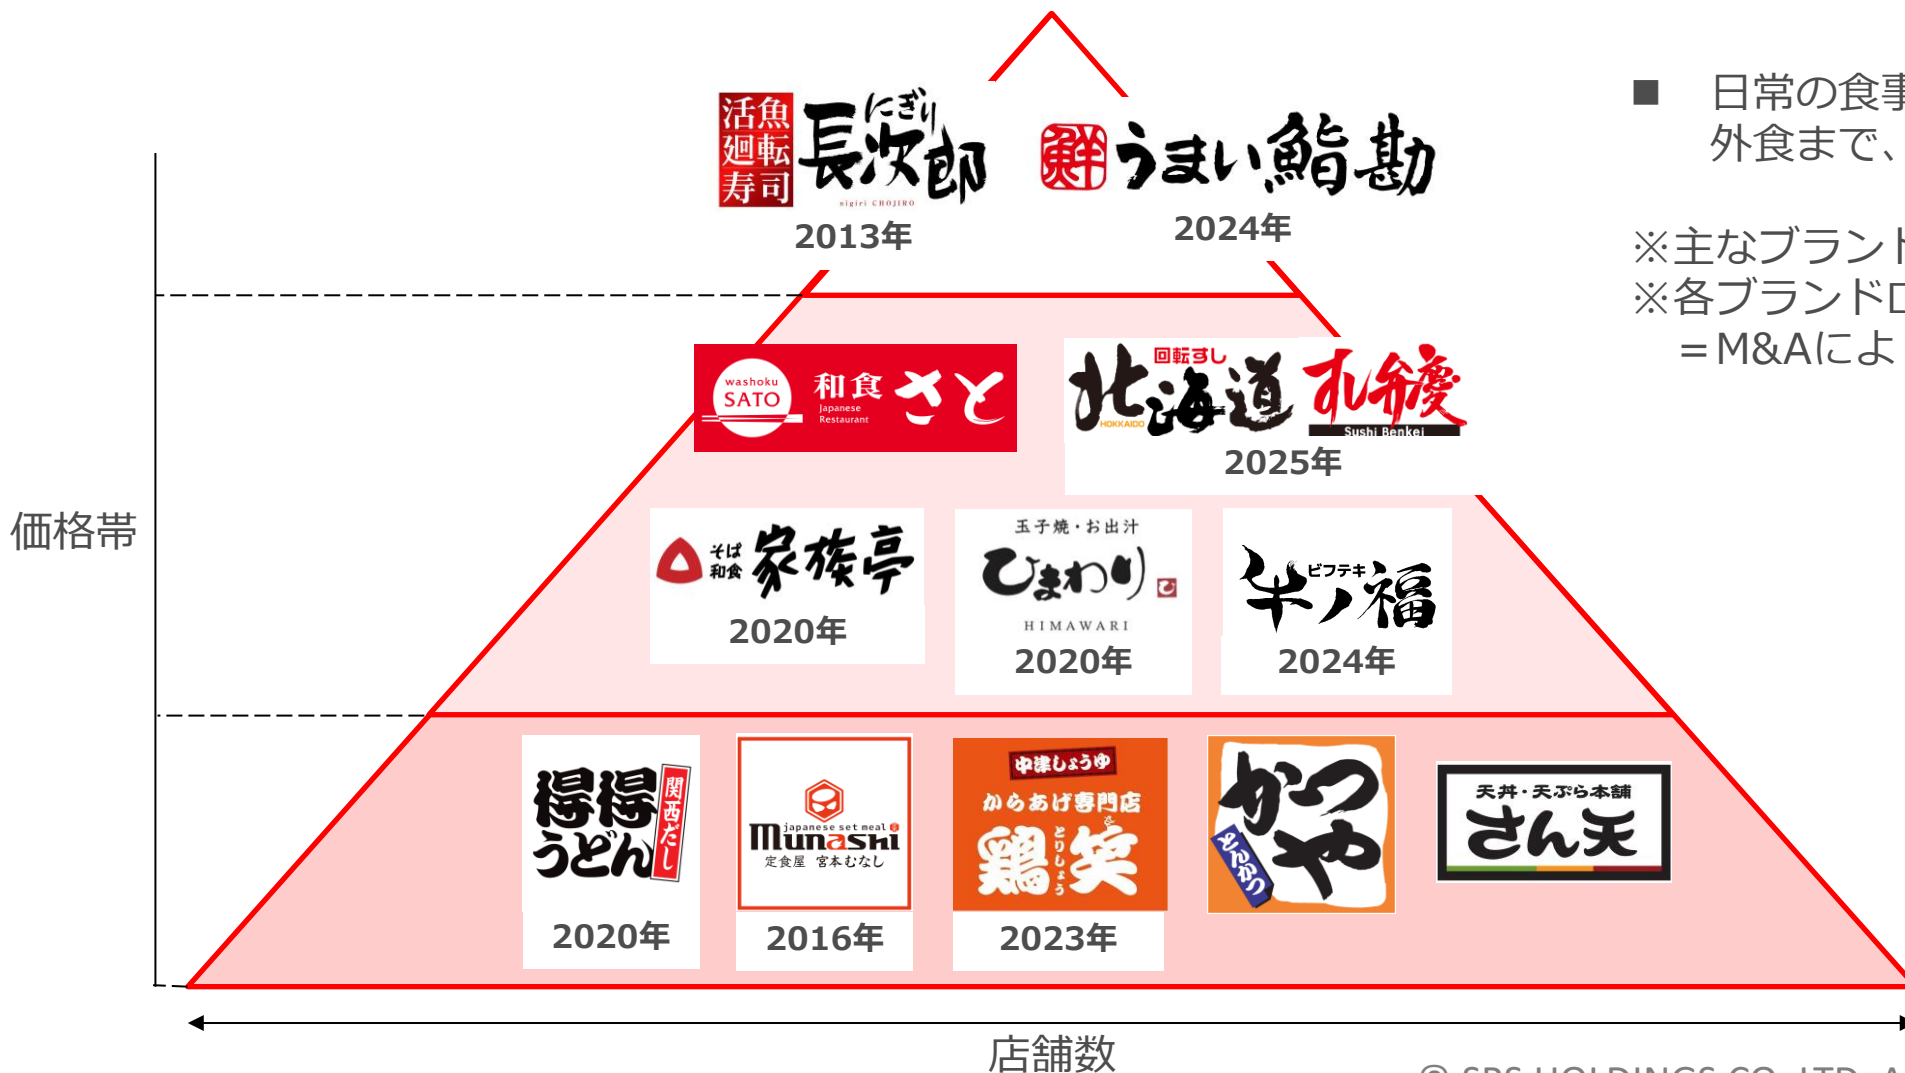 活魚
廻転
寿司
にぎり
長次郎
nigiri CHOJIRO
2013年
鮮
うまい鮨勘
2024年
■ 日常の食事
外食まで、
※主なブランド
※各ブランドロ
=M&Aによ
washoku
SATO
和食 さと
Japanese
Restaurant
回転すし
北海道
HOKKAIDO
すし弁慶
Sushi Benkei
2025年
価格帯
そば
和食
家族亭
2020年
玉子焼・お出汁
ひまわり
ひ
HIMAWARI
2020年
ビフテキ
牛ノ福
2024年
得得
うどん
関西だし
2020年
japanese set meal
Munashi
定食屋 宮本むなし
2016年
中津しょうゆ
からあげ専門店
鶏笑
とりしょう
2023年
かつや
とんかつ
天丼・天ぷら本舗
さん天
店舗数
© SRS HOLDINGS CO.,LTD. A